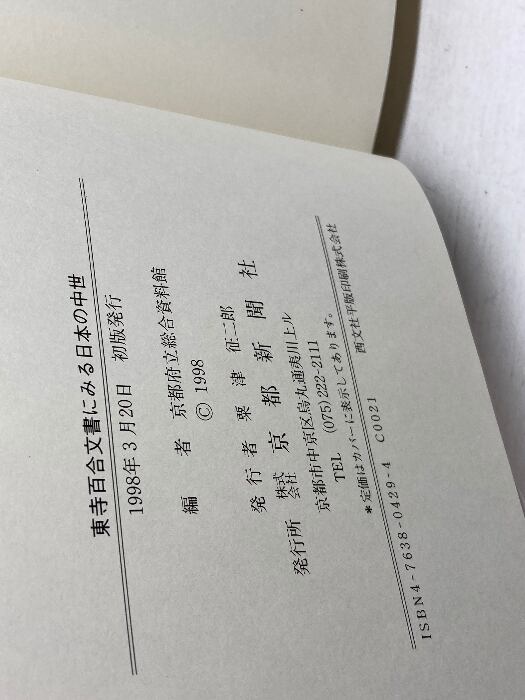 東寺百合文書にみる日本の中世
1998年3月20日 初版発行
編者 京都府立総合資料館
Ⓒ 1998
発行者 粟津征二郎
発行所 株式会社 京都新聞社
京都市中京区烏丸通夷川上ル
TEL (075)222-2111
*定価はカバーに表示してあります。
西文社平版印刷株式会社
ISBN4-7638-0429-4 C0021